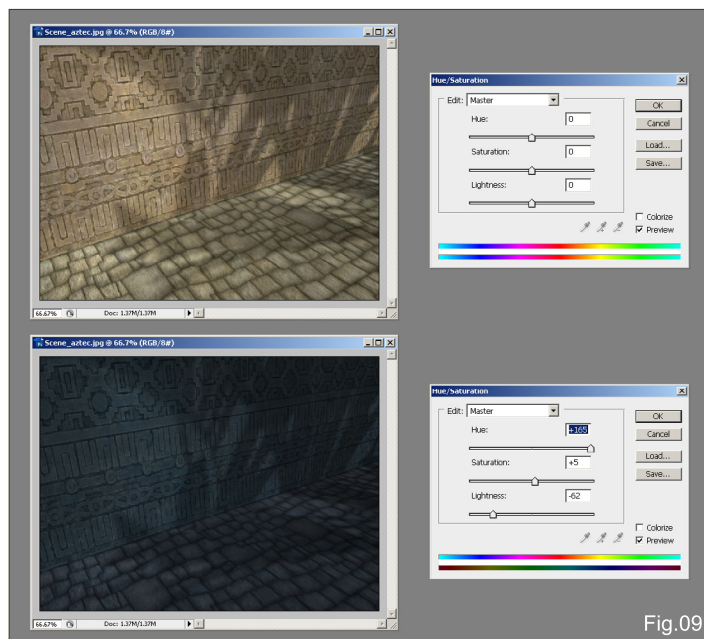 Scene_aztec.jpg @ 66.7% (RGB/8#)
66.67%
Doc: 1.37M/1.37M
Hue/Saturation
Edit: Master
Hue: 0
Saturation: 0
Lightness: 0
OK
Cancel
Load...
Save...
Colorize
Preview
Scene_aztec.jpg @ 66.7% (RGB/8#)
66.67%
Doc: 1.37M/1.37M
Hue/Saturation
Edit: Master
Hue: +165
Saturation: +5
Lightness: -62
OK
Cancel
Load...
Save...
Colorize
Preview
Fig.09